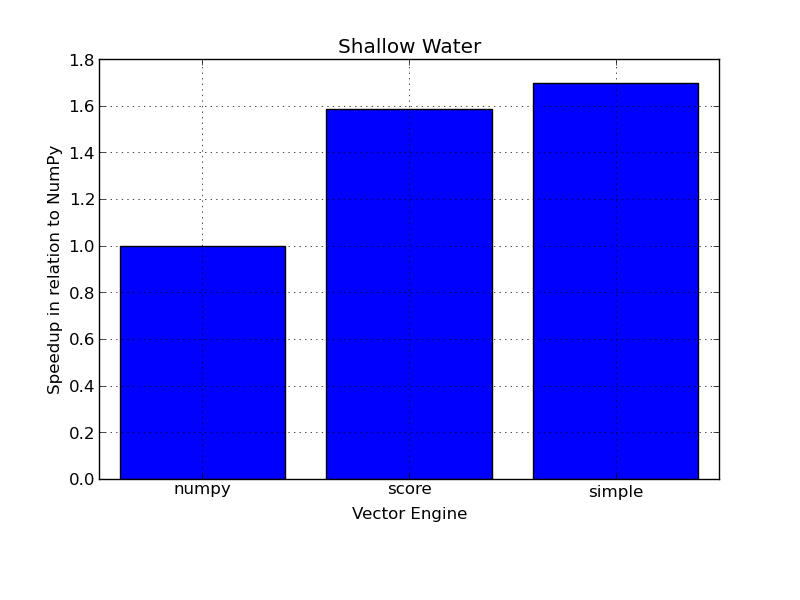 Shallow Water
1.8
1.6
1.4
1.2
1.0
0.8
0.6
0.4
0.2
0.0
Speedup in relation to NumPy
numpy score simple
Vector Engine